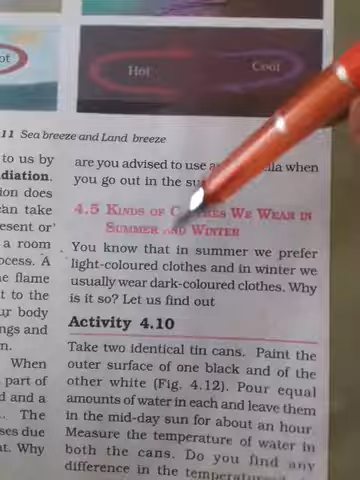 ot
Hot
Cool
11 Sea breeze and Land breeze
to us by
diation.
ion does
can take
esent or
a room
ocess. A
e flame
t to the
ur body
ngs and
n.
When
part of
d and a
.. The
ses due
at. Why
are you advised to use a when
you go out in the su
4.5 KINDS OF WE WEAR IN
SUMMER AND WINTER
You know that in summer we prefer
light-coloured clothes and in winter we
usually wear dark-coloured clothes. Why
is it so? Let us find out
Activity 4.10
Take two identical tin cans. Paint the
outer surface of one black and of the
other white (Fig. 4.12). Pour equal
amounts of water in each and leave them
in the mid-day sun for about an hour.
Measure the temperature of water in
both the cans. Do you find any
difference in the temperature